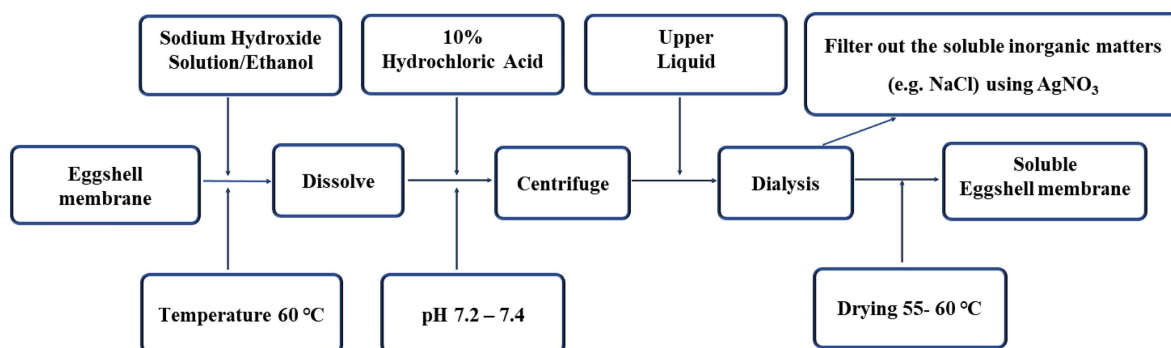 Sodium Hydroxide
Solution/Ethanol
10%
Hydrochloric Acid
Upper
Liquid
Filter out the soluble inorganic matters
(e.g. NaCl) using AgNO₃
Eggshell
membrane
Dissolve
Centrifuge
Dialysis
Soluble
Eggshell membrane
Temperature 60 °C
pH 7.2 – 7.4
Drying 55- 60 °C